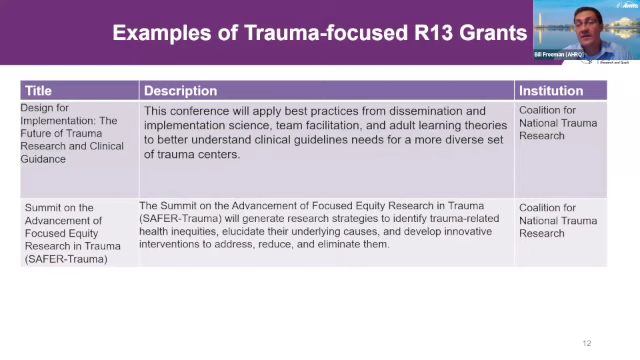 Examples of Trauma-focused R13 Grants
Bill Freeman (AHRQ)
Title
Description
Institution
Design for
Implementation: The
Future of Trauma
Research and Clinical
Guidance
This conference will apply best practices from dissemination and
implementation science, team facilitation, and adult learning theories
to better understand clinical guidelines needs for a more diverse set
of trauma centers.
Coalition for
National Trauma
Research
Summit on the
Advancement of
Focused Equity
Research in Trauma
(SAFER-Trauma)
The Summit on the Advancement of Focused Equity Research in Trauma
(SAFER-Trauma) will generate research strategies to identify trauma-related
health inequities, elucidate their underlying causes, and develop innovative
interventions to address, reduce, and eliminate them.
Coalition for
National Trauma
Research
12